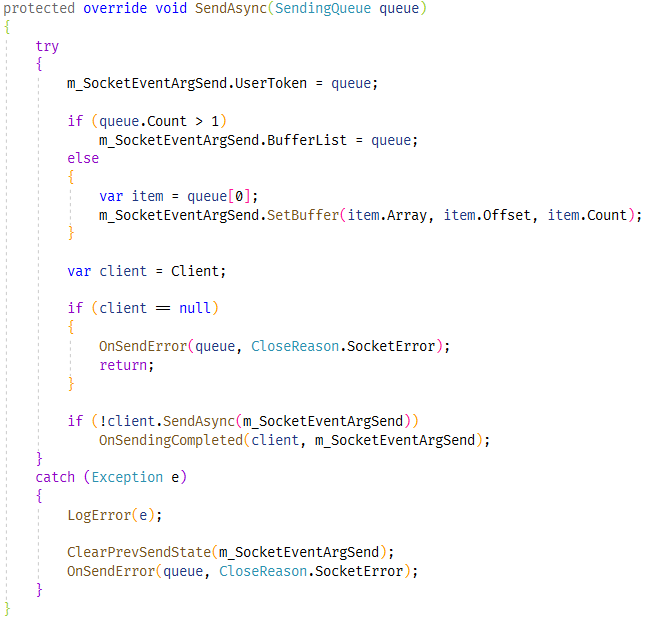 protected override void SendAsync(SendingQueue queue)
{
    try
    {
        m_SocketEventArgSend.UserToken = queue;

        if (queue.Count > 1)
            m_SocketEventArgSend.BufferList = queue;
        else
        {
            var item = queue[0];
            m_SocketEventArgSend.SetBuffer(item.Array, item.Offset, item.Count);
        }

        var client = Client;

        if (client == null)
        {
            OnSendError(queue, CloseReason.SocketError);
            return;
        }

        if (!client.SendAsync(m_SocketEventArgSend))
            OnSendingCompleted(client, m_SocketEventArgSend);
    }
    catch (Exception e)
    {
        LogError(e);

        ClearPrevSendState(m_SocketEventArgSend);
        OnSendError(queue, CloseReason.SocketError);
    }
}